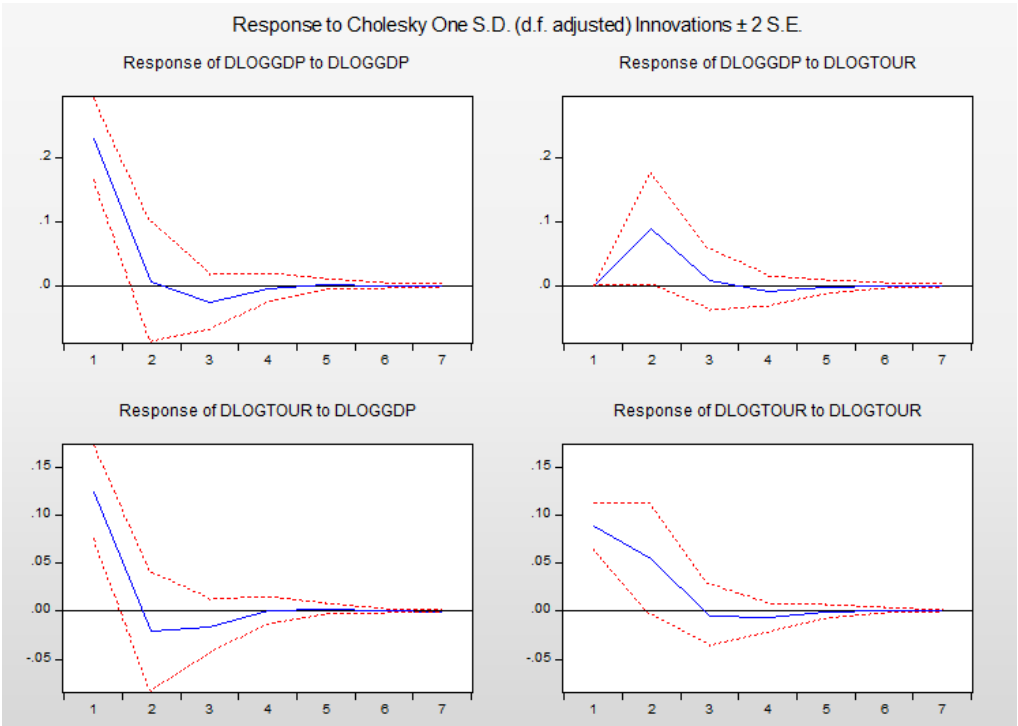 Response to Cholesky One S.D. (d.f. adjusted) Innovations ± 2 S.E.
Response of DLOGGDP to DLOGGDP
.2
.1
.0
1 2 3 4 5 6 7
Response of DLOGGDP to DLOGTOUR
.2
.1
.0
1 2 3 4 5 6 7
Response of DLOGTOUR to DLOGGDP
.15
.10
.05
.00
-.05
1 2 3 4 5 6 7
Response of DLOGTOUR to DLOGTOUR
.15
.10
.05
.00
-.05
1 2 3 4 5 6 7